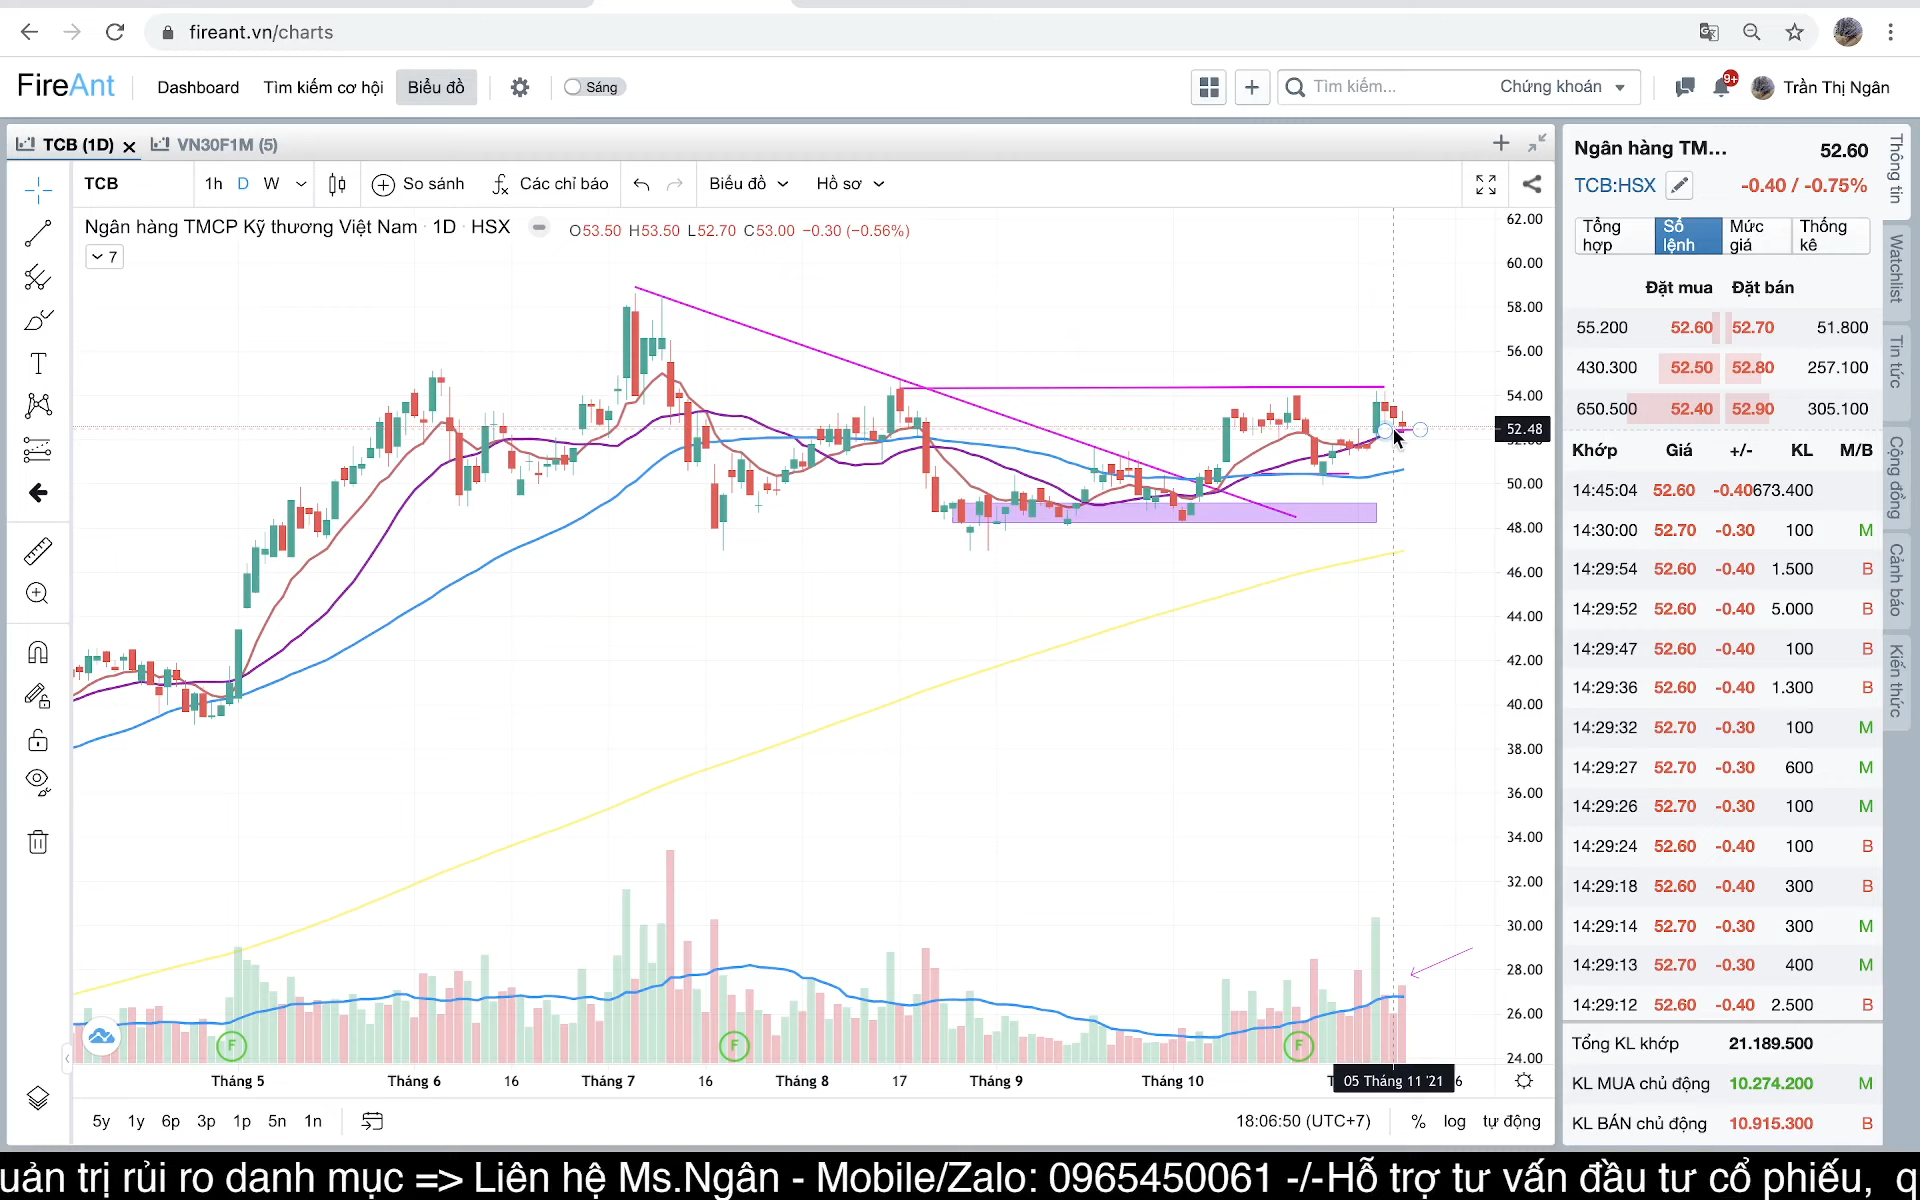 fireant.vn/charts
FireAnt
Dashboard
Tìm kiếm cơ hội
Biểu đồ
Sáng
Tìm kiếm...
Chứng khoán
9+
Trần Thị Ngân
TCB (1D)
VN30F1M (5)
TCB
1h D W
So sánh
Các chỉ báo
Biểu đồ
Hồ sơ
Ngân hàng TMCP Kỹ thương Việt Nam · 1D · HSX
O53.50 H53.50 L52.70 C53.00 −0.30 (−0.56%)
7
62.00
60.00
58.00
56.00
54.00
52.48
50.00
48.00
46.00
44.00
42.00
40.00
38.00
36.00
34.00
32.00
30.00
28.00
26.00
24.00
F F F
Tháng 5 Tháng 6 16 Tháng 7 16 Tháng 8 17 Tháng 9 Tháng 10 05 Tháng 11 '21 6
5y 1y 6p 3p 1p 5n 1n
18:06:50 (UTC+7)
% log tự động
Ngân hàng TM... 52.60
TCB:HSX -0.40 / -0.75%
Tổng hợp
Sổ lệnh
Mức giá
Thống kê
Đặt mua Đặt bán
55.200 52.60 52.70 51.800
430.300 52.50 52.80 257.100
650.500 52.40 52.90 305.100
Khớp Giá +/- KL M/B
14:45:04 52.60 -0.40 673.400
14:30:00 52.70 -0.30 100 M
14:29:54 52.60 -0.40 1.500 B
14:29:52 52.60 -0.40 5.000 B
14:29:47 52.60 -0.40 100 B
14:29:36 52.60 -0.40 1.300 B
14:29:32 52.70 -0.30 100 M
14:29:27 52.70 -0.30 600 M
14:29:26 52.70 -0.30 100 M
14:29:24 52.60 -0.40 100 B
14:29:18 52.60 -0.40 300 B
14:29:14 52.70 -0.30 300 M
14:29:13 52.70 -0.30 400 M
14:29:12 52.60 -0.40 2.500 B
Tổng KL khớp 21.189.500
KL MUA chủ động 10.274.200 M
KL BÁN chủ động 10.915.300 B
Thông tin
Watchlist
Tin tức
Cộng đồng
Cảnh báo
Kiến thức
uản trị rủi ro danh mục => Liên hệ Ms.Ngân - Mobile/Zalo: 0965450061 -/-Hỗ trợ tư vấn đầu tư cổ phiếu, q